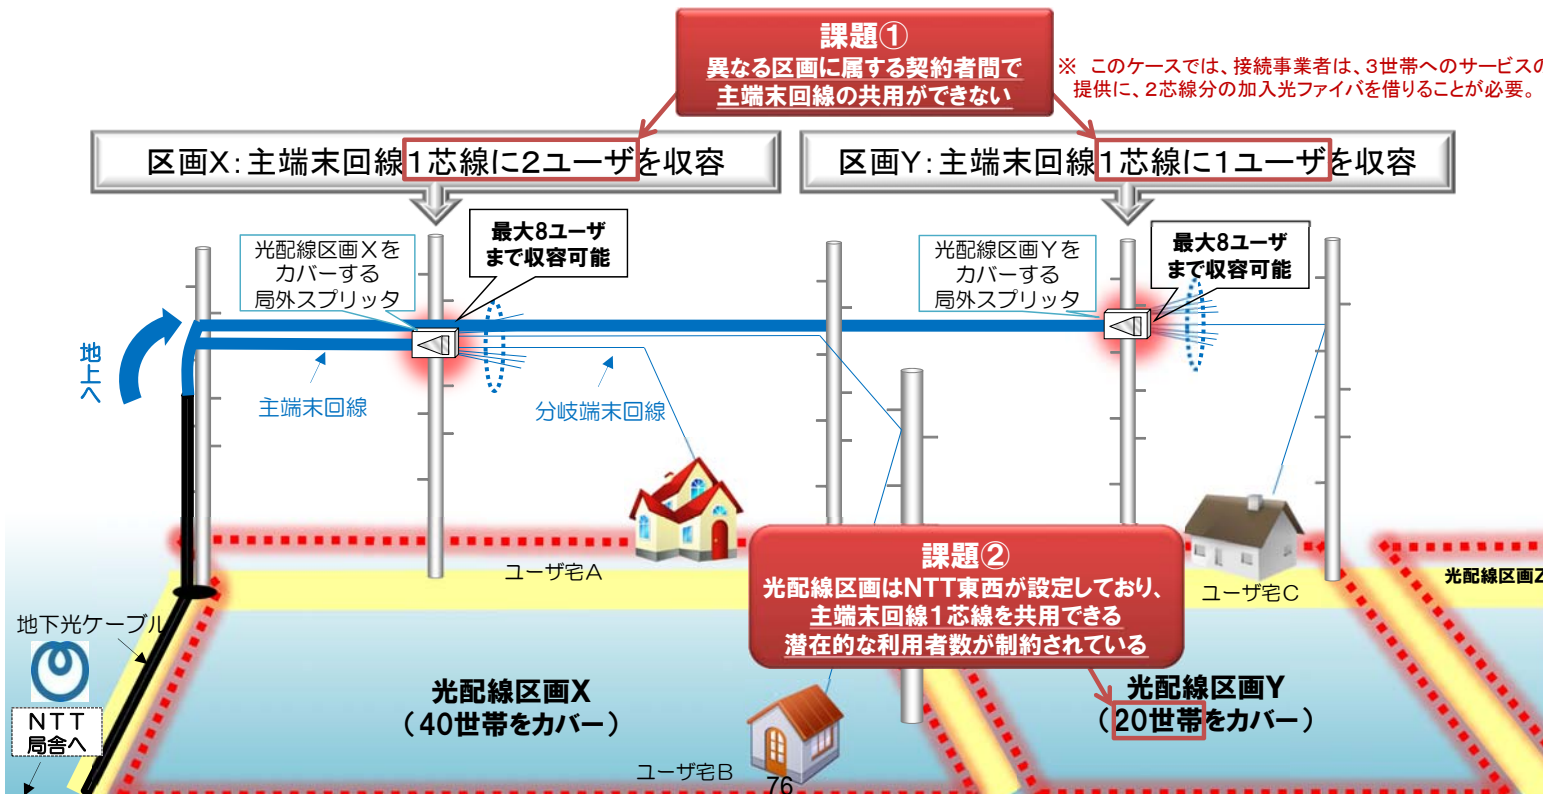 課題①
異なる区画に属する契約者間で
主端末回線の共用ができない
※ このケースでは、接続事業者は、3世帯へのサービスの
提供に、2芯線分の加入光ファイバを借りることが必要。
区画X:主端末回線1芯線に2ユーザを収容
区画Y:主端末回線1芯線に1ユーザを収容
光配線区画Xを
カバーする
局外スプリッタ
最大8ユーザ
まで収容可能
光配線区画Yを
カバーする
局外スプリッタ
最大8ユーザ
まで収容可能
地上へ
主端末回線
分岐端末回線
ユーザ宅A
課題②
光配線区画はNTT東西が設定しており、
主端末回線1芯線を共用できる
潜在的な利用者数が制約されている
ユーザ宅C
光配線区画Z
地下光ケーブル
NTT
局舎へ
光配線区画X
(40世帯をカバー)
光配線区画Y
(20世帯をカバー)
ユーザ宅B
76